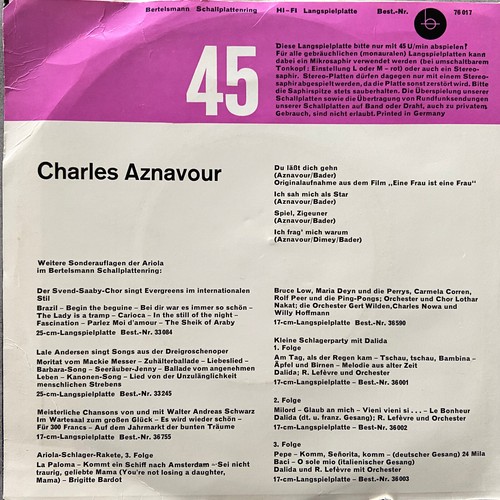 Bertelsmann Schallplattenring HI-FI Langspielplatte Best.-Nr. b 76 017
45
Diese Langspielplatte bitte nur mit 45 U/min abspielen!
Für alle gebräuchlichen (monauralen) Langspielplatten kann
dabei ein Mikrosaphir verwendet werden (bei umschaltbarem
Tonkopf: Einstellung L oder M - rot) oder auch ein Stereo-
saphir. Stereo-Platten dürfen dagegen nur mit einem Stereo-
saphir abgespielt werden, da die Platte sonst zerstört wird. Bitte
die Saphirspitze stets sauberhalten. Die Überspielung unserer
Schallplatten sowie die Übertragung von Rundfunksendungen
unserer Schallplatten auf Band oder Draht, auch zu privatem
Gebrauch, sind nicht erlaubt. Printed in Germany
Charles Aznavour
Du läßt dich gehn
(Aznavour/Bader)
Originalaufnahme aus dem Film „Eine Frau ist eine Frau"
Ich sah mich als Star
(Aznavour/Bader)
Spiel, Zigeuner
(Aznavour/Bader)
Ich frag' mich warum
(Aznavour/Dimey/Bader)
Weitere Sonderauflagen der Ariola
im Bertelsmann Schallplattenring:
Der Svend-Saaby-Chor singt Evergreens im internationalen
Stil
Brazil – Begin the beguine – Bei dir war es immer so schön –
The Lady is a tramp – Carioca – In the still of the night –
Fascination – Parlez Moi d'amour – The Sheik of Araby
25-cm-Langspielplatte Best.-Nr. 33 084
Lale Andersen singt Songs aus der Dreigroschenoper
Moritat vom Mackie Messer – Zuhälterballade – Liebeslied –
Barbara-Song – Seeräuber-Jenny – Ballade vom angenehmen
Leben – Kanonen-Song – Lied von der Unzulänglichkeit
menschlichen Strebens
25-cm-Langspielplatte Best.-Nr. 33 245
Meisterliche Chansons von und mit Walter Andreas Schwarz
Im Wartesaal zum großen Glück – Es wird wieder schön –
Für 300 Francs – Auf dem Jahrmarkt der bunten Träume
17-cm-Langspielplatte Best.-Nr. 36 755
Ariola-Schlager-Rakete, 3. Folge
La Paloma – Kommt ein Schiff nach Amsterdam – Sei nicht
traurig, geliebte Mama (You're not losing a daughter,
Mama) – Brigitte Bardot
Bruce Low, Maria Deyn und die Perrys, Carmela Corren,
Rolf Peer und die Ping-Pongs; Orchester und Chor Lothar
Nakat; die Orchester Gert Wilden, Charles Nowa und
Willy Hoffmann
17-cm-Langspielplatte Best.-Nr. 36 590
Kleine Schlagerparty mit Dalida
1. Folge
Am Tag, als der Regen kam – Tschau, tschau, Bambina –
Äpfel und Birnen – Melodie aus alter Zeit
Dalida; R. Lefèvre und Orchester
17-cm-Langspielplatte Best.-Nr. 36 001
2. Folge
Milord – Glaub an mich – Vieni vieni si . . . – Le Bonheur
Dalida (dt. u. franz. Gesang); R. Lefèvre und Orchester
17-cm-Langspielplatte Best.-Nr. 36 002
3. Folge
Pepe – Komm, Señorita, komm – (deutscher Gesang) 24 Mila
Baci – O sole mio (italienischer Gesang)
Dalida und R. Lefèvre mit Orchester
17-cm-Langspielplatte Best.-Nr. 36 003